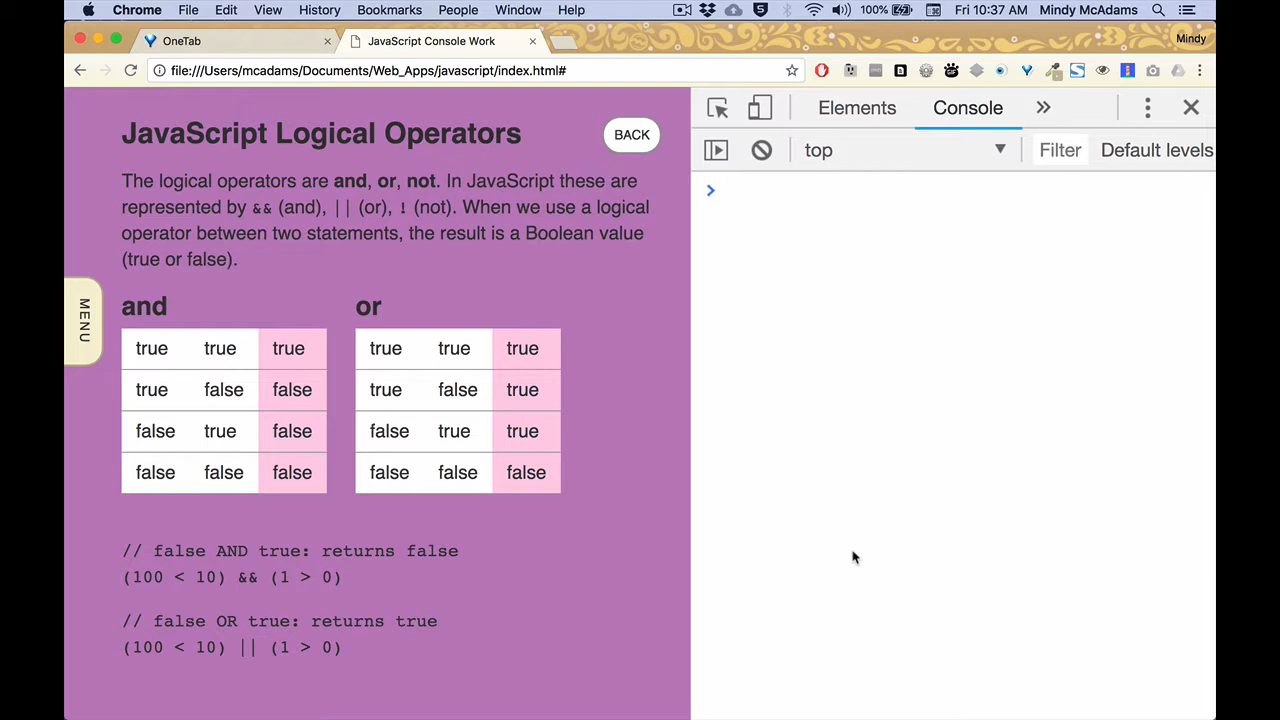 Chrome File Edit View History Bookmarks People Window Help 100% Fri 10:37 AM Mindy McAdams
OneTab × JavaScript Console Work × Mindy
file:///Users/mcadams/Documents/Web_Apps/javascript/index.html#
Elements Console »
top Filter Default levels
>
JavaScript Logical Operators BACK
The logical operators are and, or, not. In JavaScript these are
represented by && (and), || (or), ! (not). When we use a logical
operator between two statements, the result is a Boolean value
(true or false).
MENU
and or
true true true true true true
true false false true false true
false true false false true true
false false false false false false
// false AND true: returns false
(100 < 10) && (1 > 0)
// false OR true: returns true
(100 < 10) || (1 > 0)